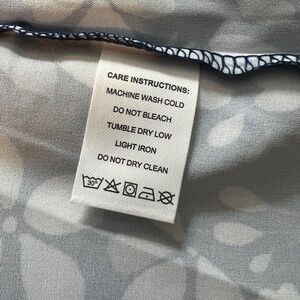 CARE INSTRUCTIONS:
MACHINE WASH COLD
DO NOT BLEACH
TUMBLE DRY LOW
LIGHT IRON
DO NOT DRY CLEAN
30°